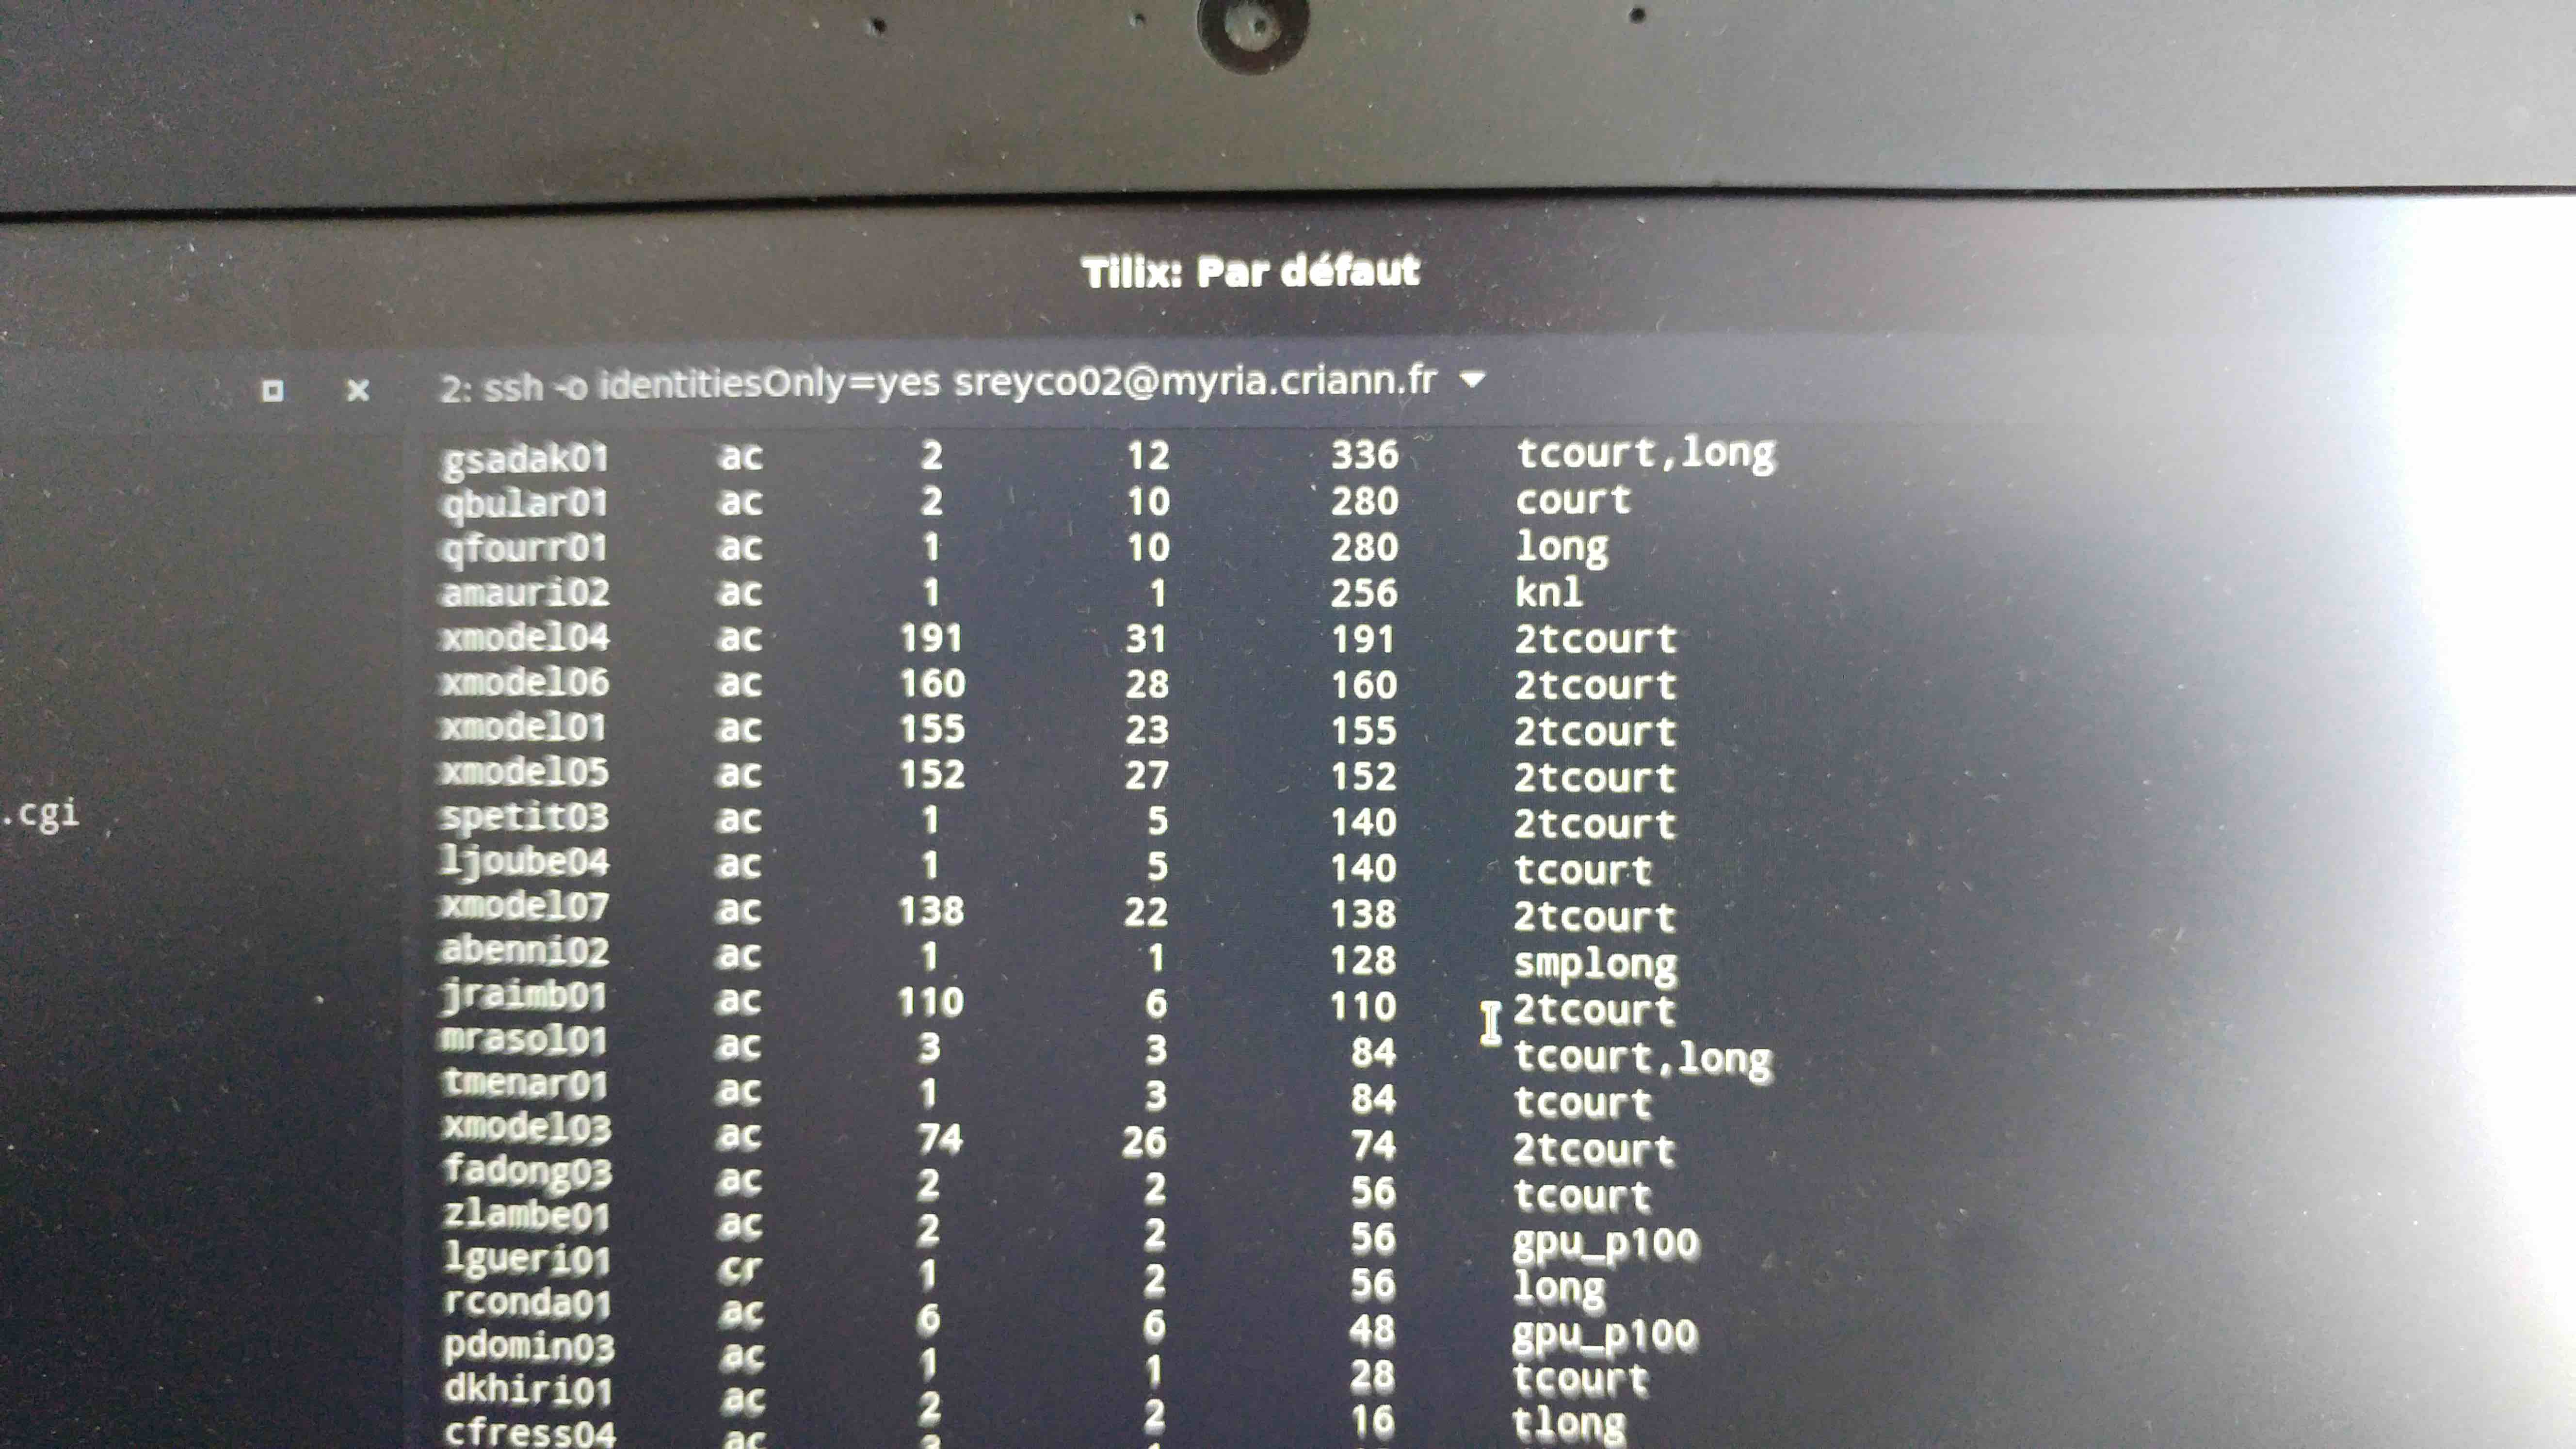 Tilix: Par défaut
2: ssh -o identitiesOnly=yes sreyco02@myria.criann.fr
gsadak01 ac 2 12 336 tcourt,long
qbular01 ac 2 10 280 court
qfourr01 ac 1 10 280 long
amauri02 ac 1 1 256 knl
xmodel04 ac 191 31 191 2tcourt
xmodel06 ac 160 28 160 2tcourt
xmodel01 ac 155 23 155 2tcourt
xmodel05 ac 152 27 152 2tcourt
.cgi
spetit03 ac 1 5 140 2tcourt
ljoube04 ac 1 5 140 tcourt
xmodel07 ac 138 22 138 2tcourt
abenni02 ac 1 1 128 smplong
jraimb01 ac 110 6 110 2tcourt
mrasol01 ac 3 3 84 tcourt,long
tmenar01 ac 1 3 84 tcourt
xmodel03 ac 74 26 74 2tcourt
fadong03 ac 2 2 56 tcourt
zlambe01 ac 2 2 56 gpu_p100
lgueri01 cr 1 2 56 long
rconda01 ac 6 6 48 gpu_p100
pdomin03 ac 1 1 28 tcourt
dkhiri01 ac 2 2 16 tlong
cfress04 ac